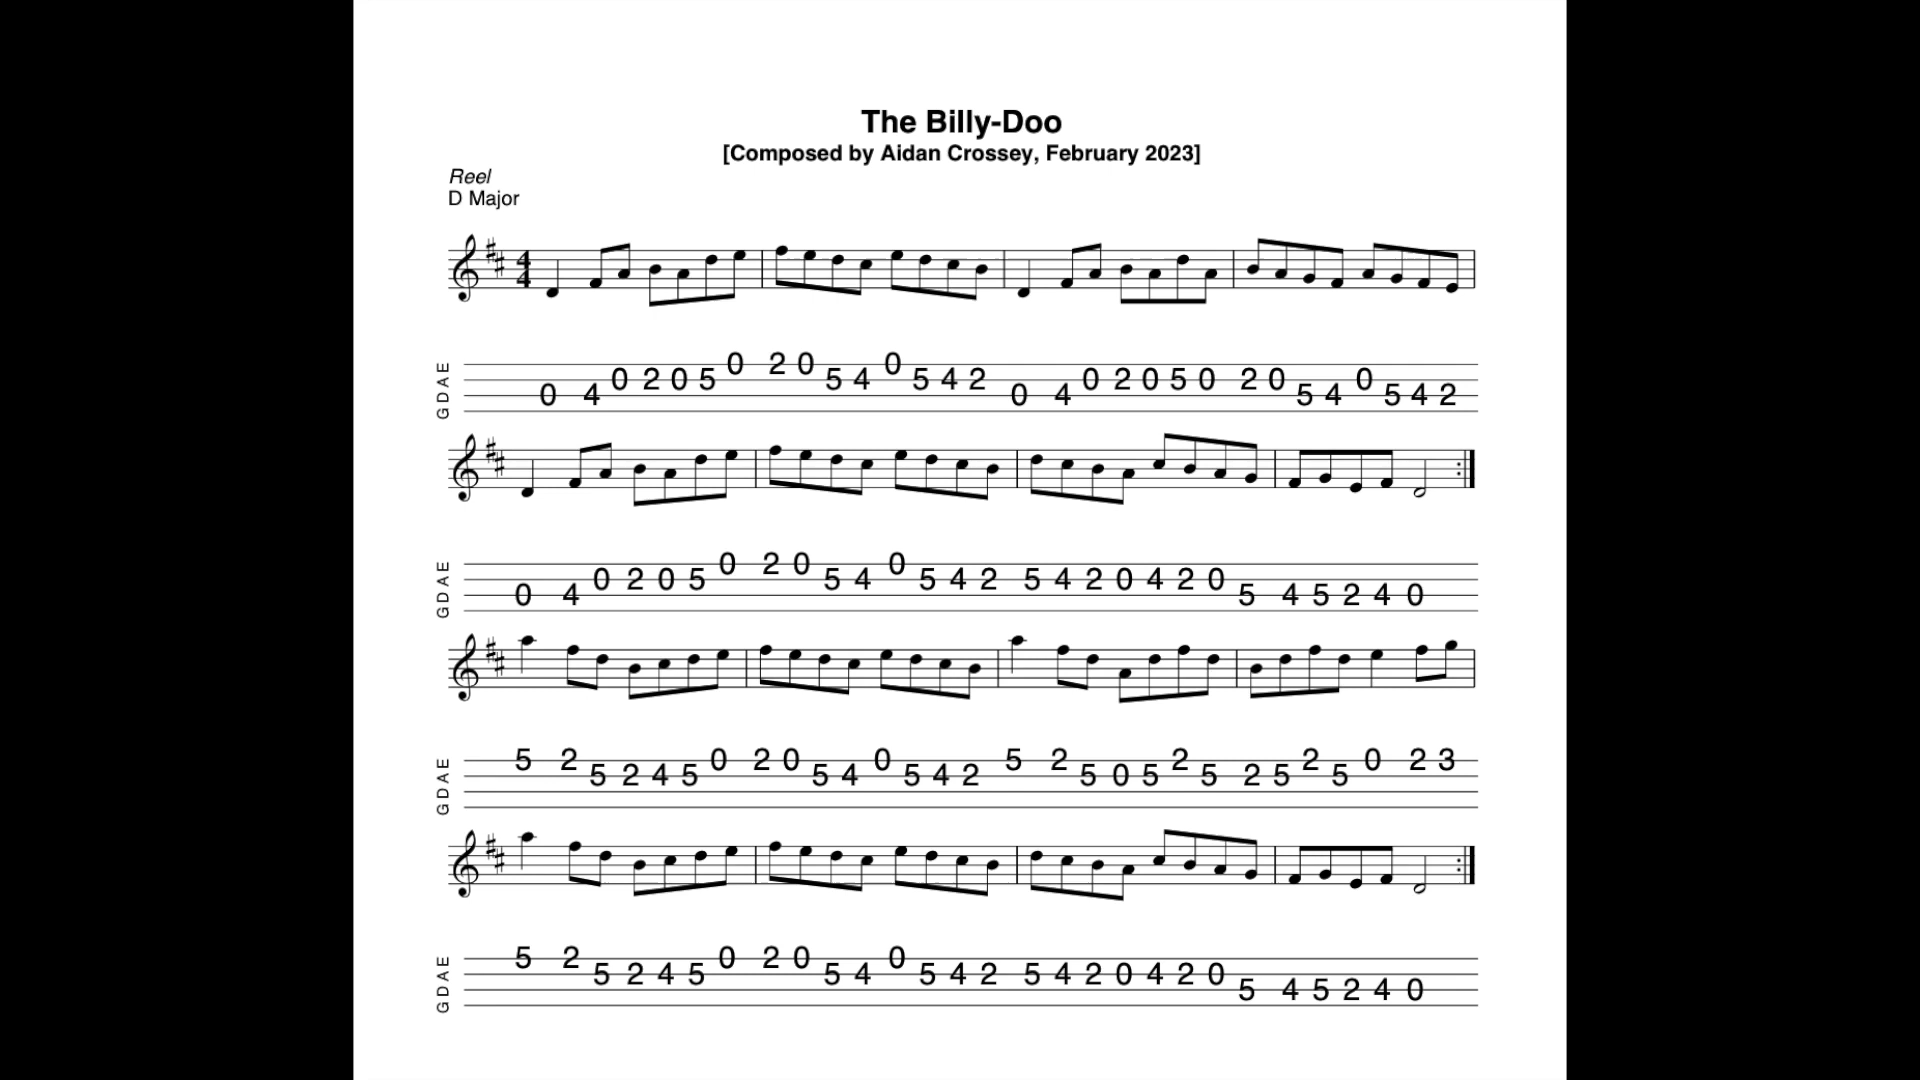 The Billy-Doo
[Composed by Aidan Crossey, February 2023]
Reel
D Major
4
4
G D A E
0 4 0 2 0 5 0 2 0 5 4 0 5 4 2 0 4 0 2 0 5 0 2 0 5 4 0 5 4 2
G D A E
0 4 0 2 0 5 0 2 0 5 4 0 5 4 2 5 4 2 0 4 2 0 5 4 5 2 4 0
G D A E
5 2 5 2 4 5 0 2 0 5 4 0 5 4 2 5 2 5 0 5 2 5 2 5 2 5 0 2 3
G D A E
5 2 5 2 4 5 0 2 0 5 4 0 5 4 2 5 4 2 0 4 2 0 5 4 5 2 4 0